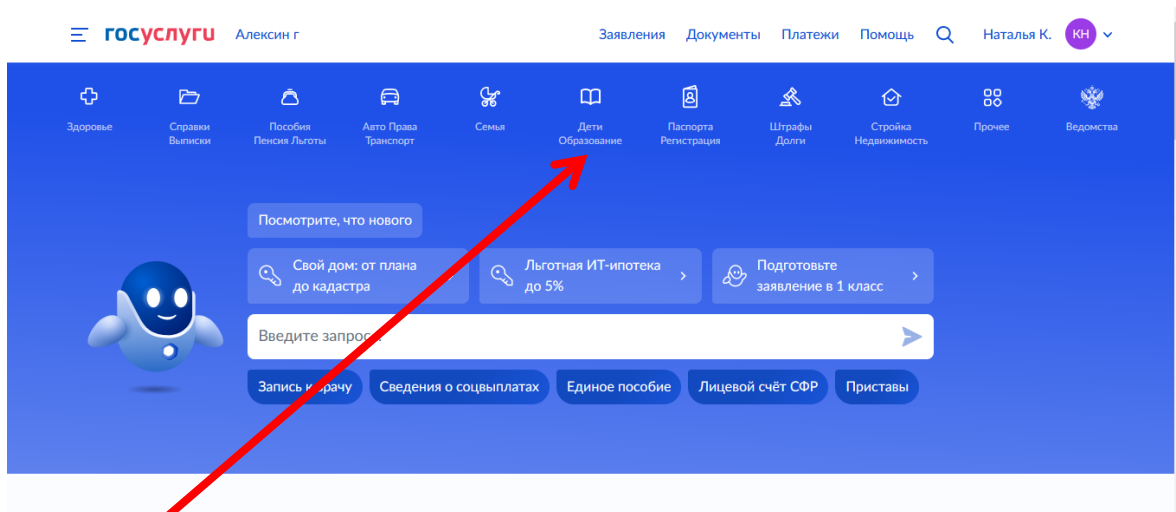 госуслуги Алексин г Заявления Документы Платежи Помощь Наталья К. КН
Здоровье Справки Пособия Авто Права Семья Дети Паспорта Штрафы Стройка Прочее Ведомства
Выписки Пенсия Льготы Транспорт Образование Регистрация Долги Недвижимость
Посмотрите, что нового
Свой дом: от плана Льготная ИТ-ипотека Подготовьте
до кадастра до 5% заявление в 1 класс
Введите
Запись к врачу Сведения о соцвыплатах Единое пособие Лицевой счёт СФР Приставы